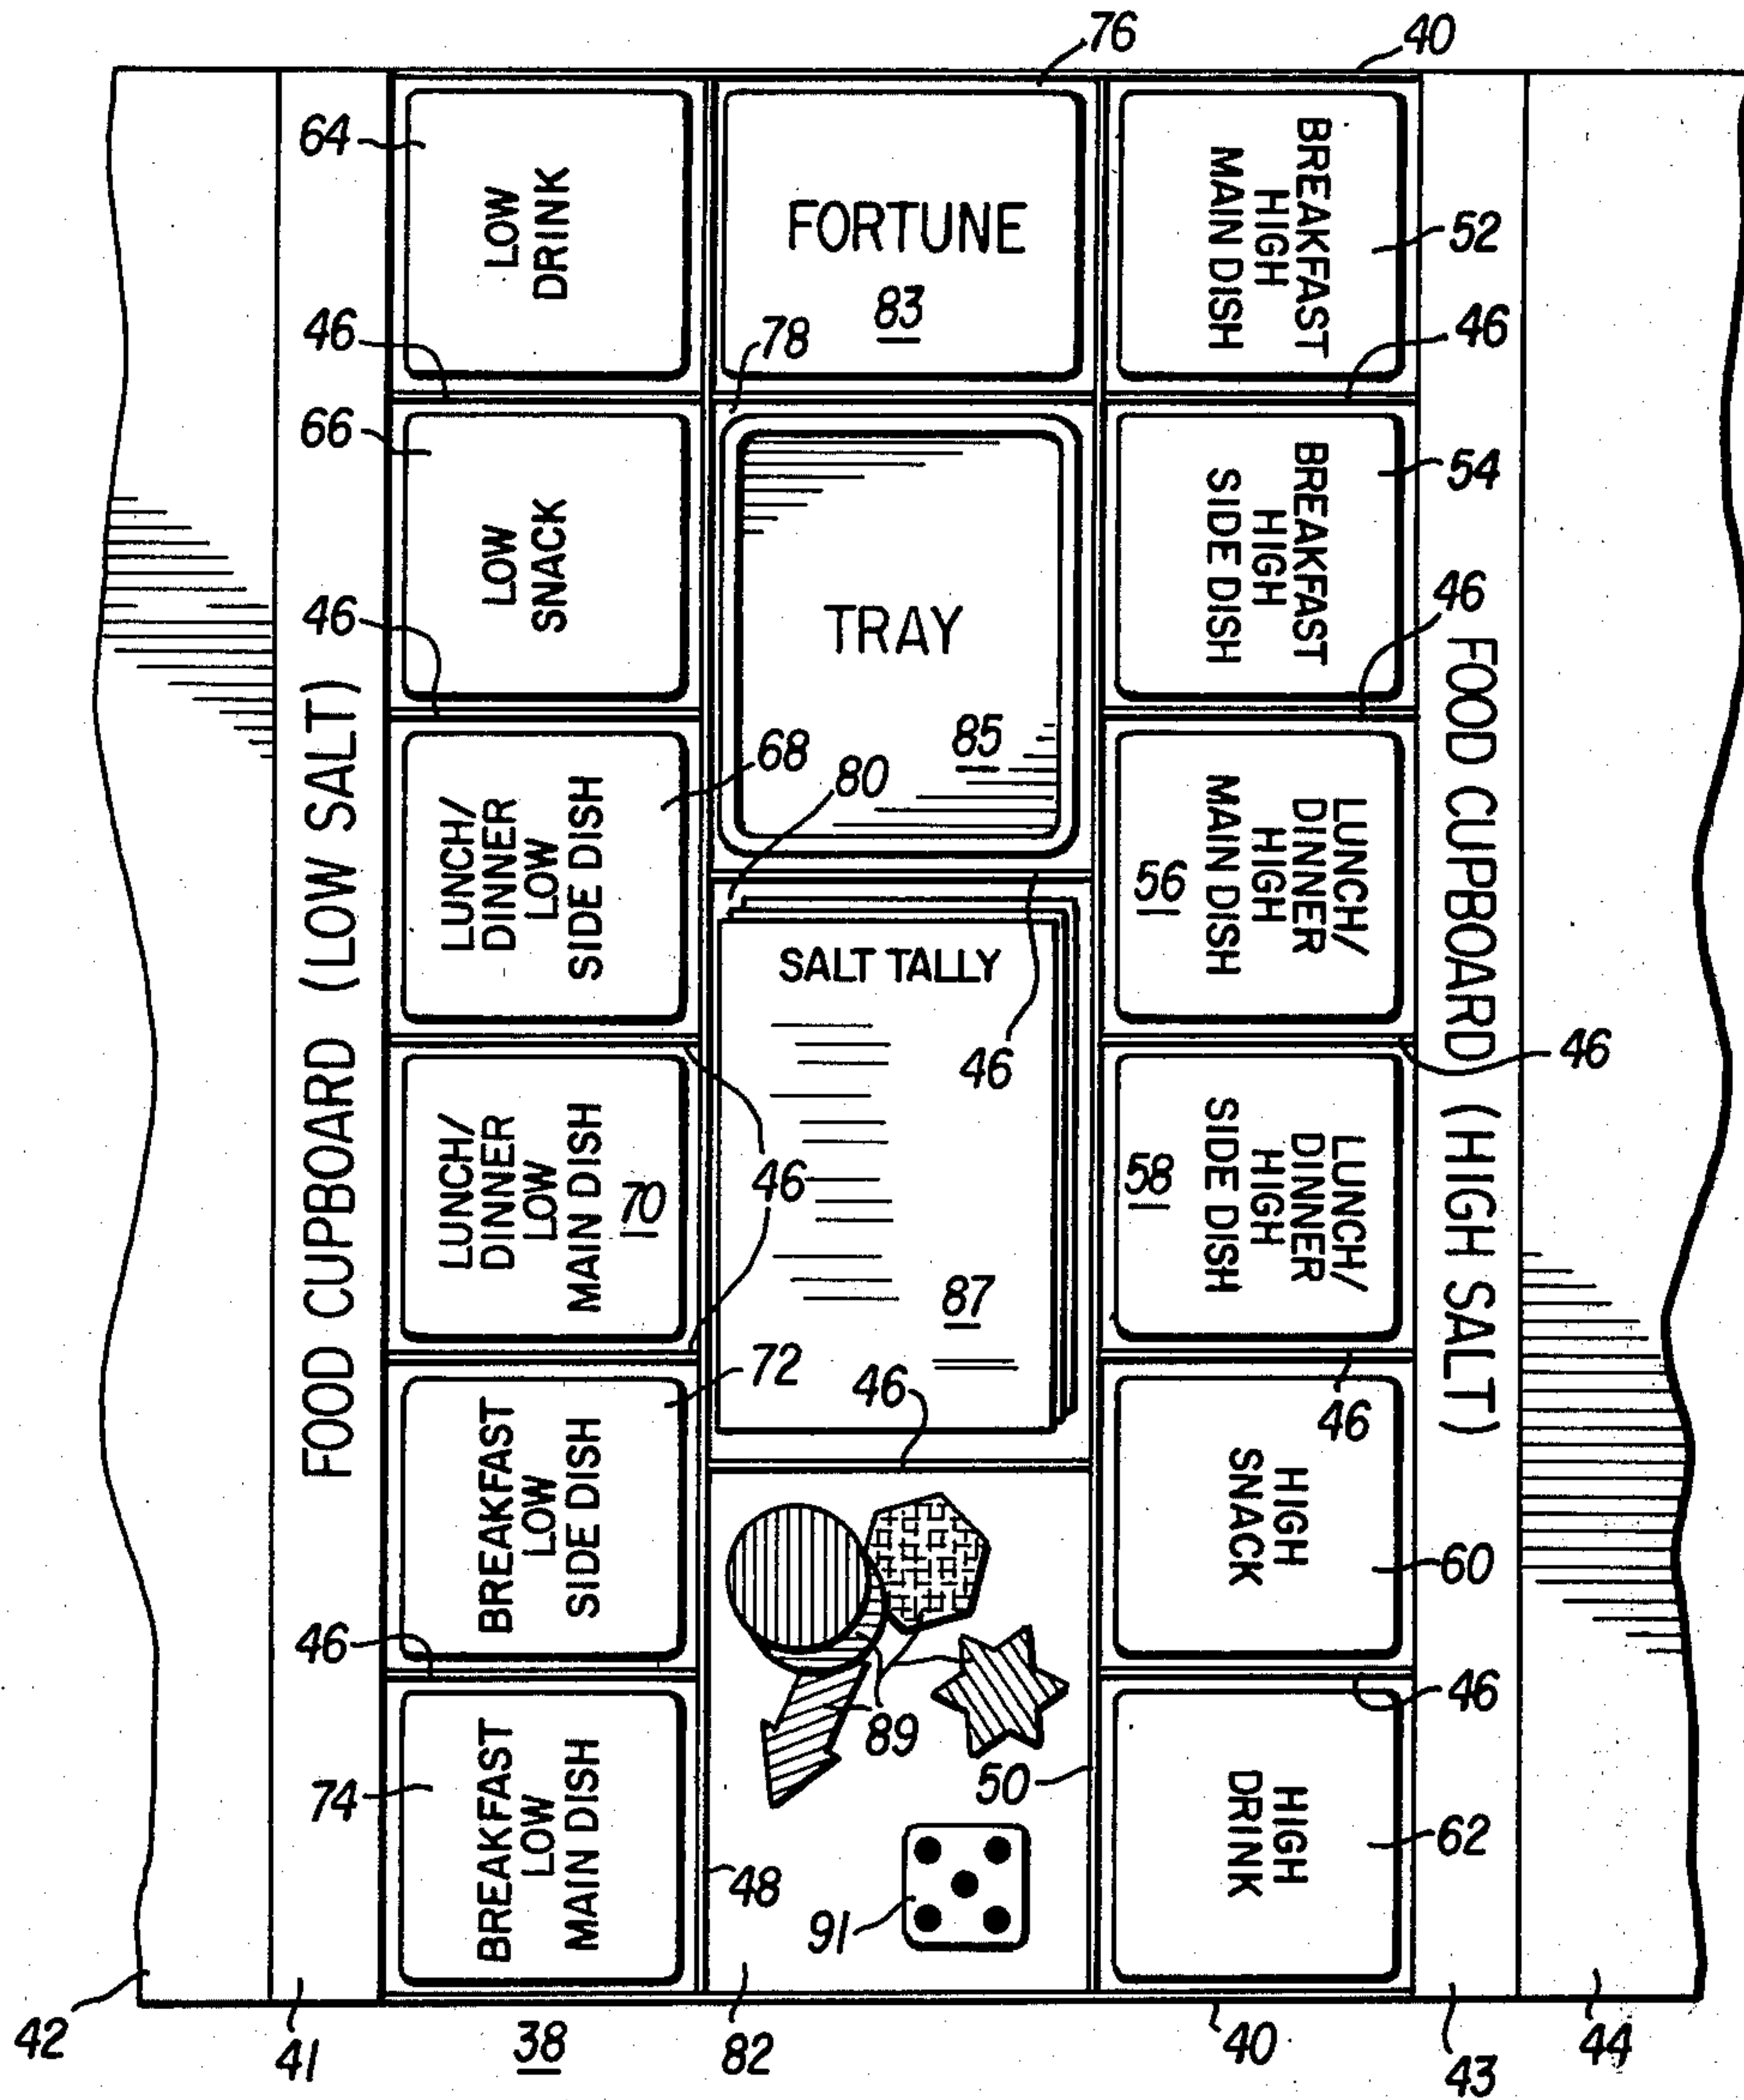 76
40
64
LOW
DRINK
FORTUNE
83
BREAKFAST
HIGH
MAIN DISH
52
46
78
46
66
LOW
SNACK
TRAY
85
BREAKFAST
HIGH
SIDE DISH
54
46
46
FOOD CUPBOARD (LOW SALT)
FOOD CUPBOARD (HIGH SALT)
LUNCH/
DINNER
LOW
SIDE DISH
68
80
LUNCH/
DINNER
HIGH
MAIN DISH
56
SALT TALLY
46
46
LUNCH/
DINNER
LOW
MAIN DISH
70
46
87
LUNCH/
DINNER
HIGH
SIDE DISH
58
46
BREAKFAST
LOW
SIDE DISH
72
46
HIGH
SNACK
60
46
46
89
BREAKFAST
LOW
MAIN DISH
74
50
48
91
HIGH
DRINK
62
42
41
38
82
40
43
44